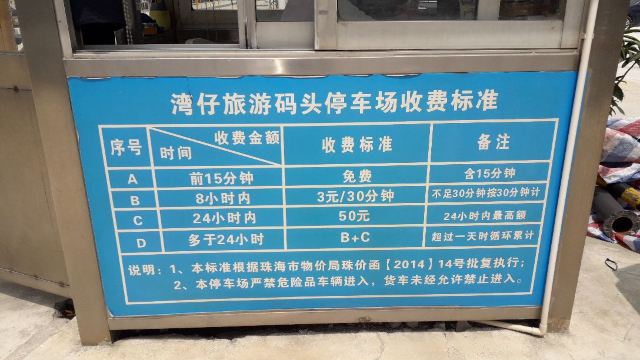 湾仔旅游码头停车场收费标准
序号 收费金额 时间 收费标准 备注
A 前15分钟 免费 含15分钟
B 8小时内 3元/30分钟 不足30分钟按30分钟计
C 24小时内 50元 24小时内最高额
D 多于24小时 B+C 超过一天时循环累计
说明：1、本标准根据珠海市物价局珠价函【2014】14号批复执行；
2、本停车场严禁危险品车辆进入，货车未经允许禁止进入。